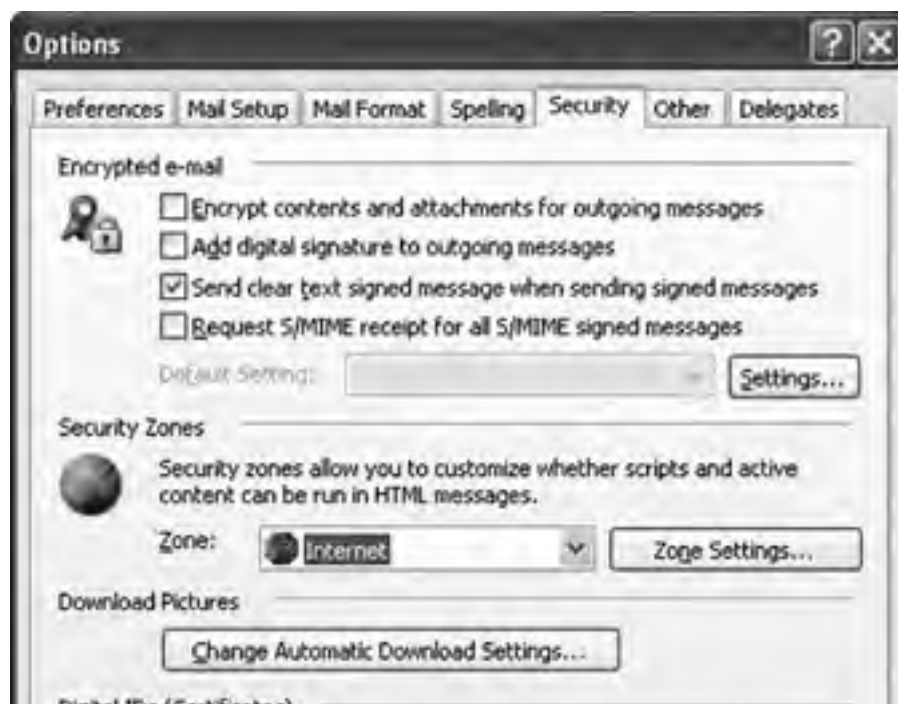 Options
Preferences Mail Setup Mail Format Spelling Security Other Delegates
Encrypted e-mail
Encrypt contents and attachments for outgoing messages
Add digital signature to outgoing messages
Send clear text signed message when sending signed messages
Request S/MIME receipt for all S/MIME signed messages
Default Setting: Settings...
Security Zones
Security zones allow you to customize whether scripts and active
content can be run in HTML messages.
Zone: Internet Zone Settings...
Download Pictures
Change Automatic Download Settings...
Digital IDs (Certificates)